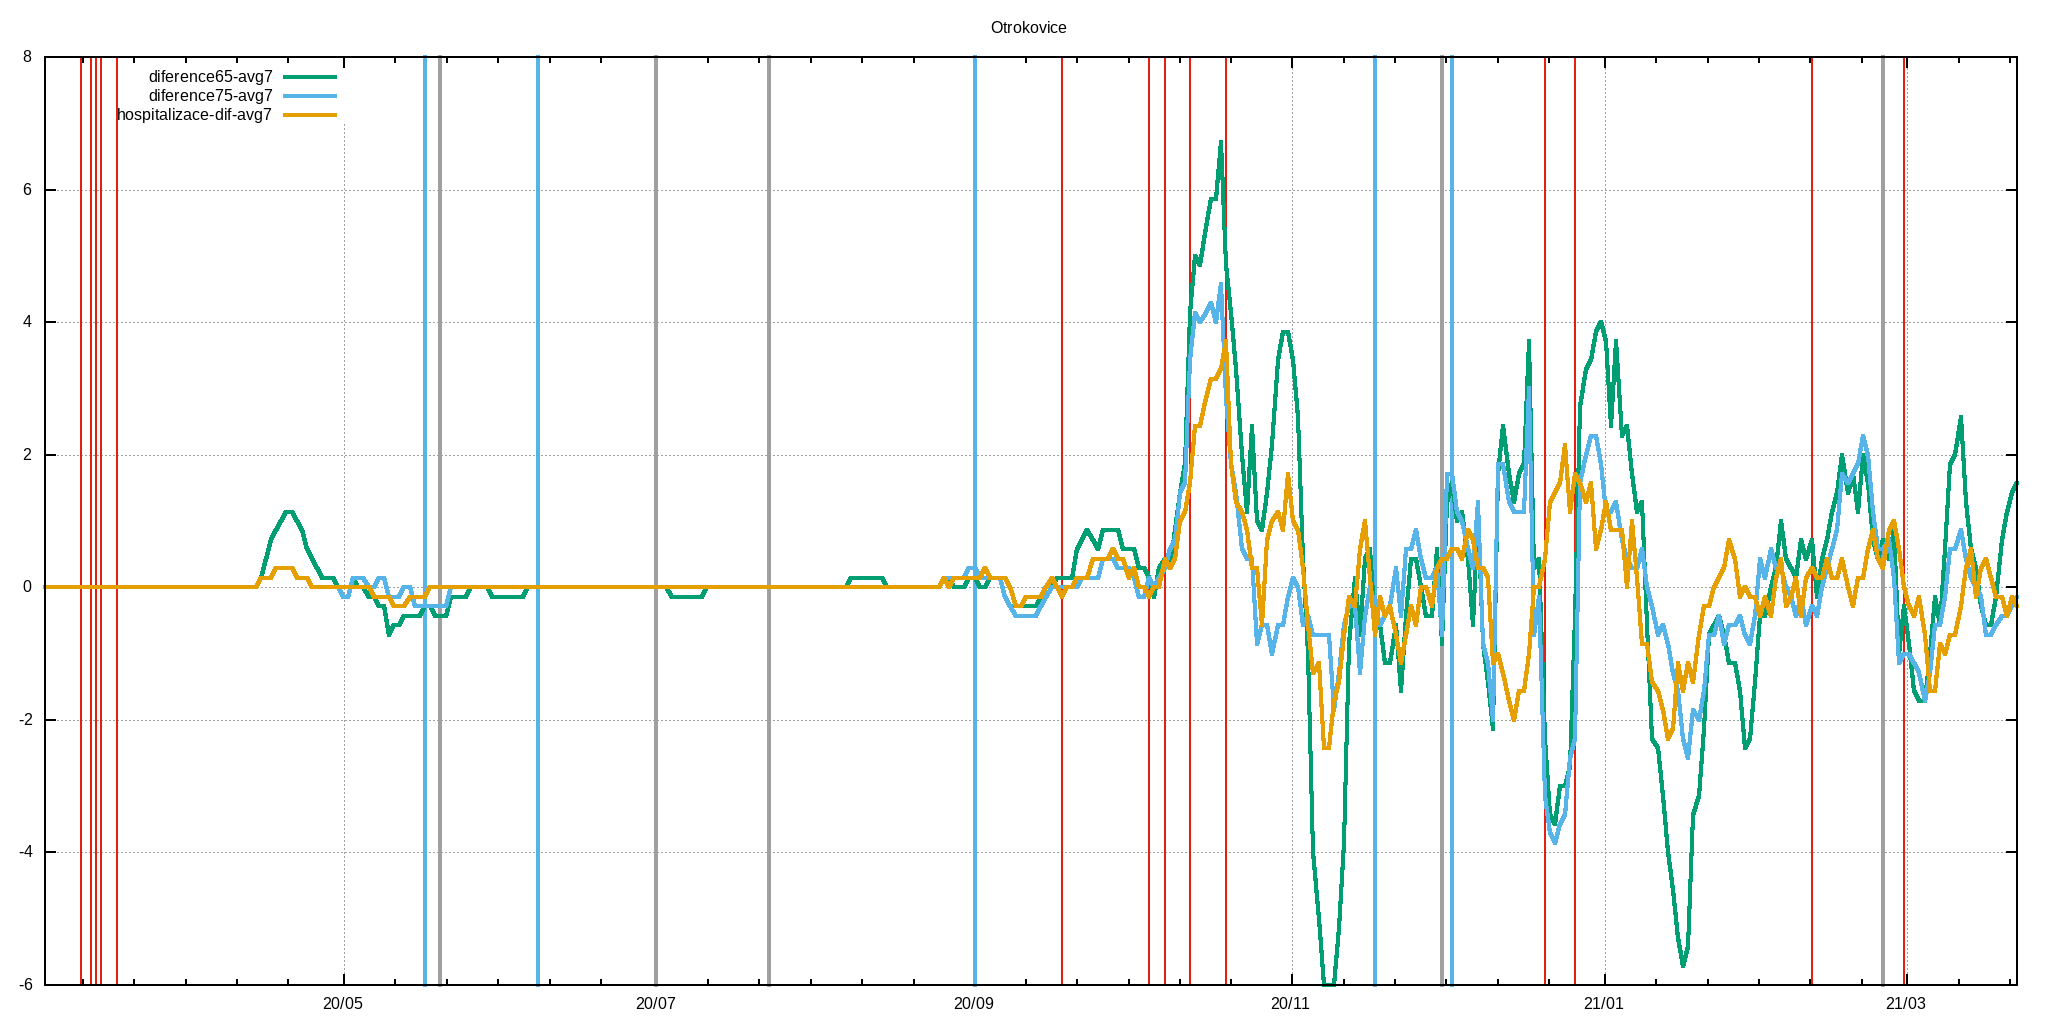 Otrokovice
8
diference65-avg7
diference75-avg7
hospitalizace-dif-avg7
6
4
2
0
-2
-4
-6
20/05 20/07 20/09 20/11 21/01 21/03